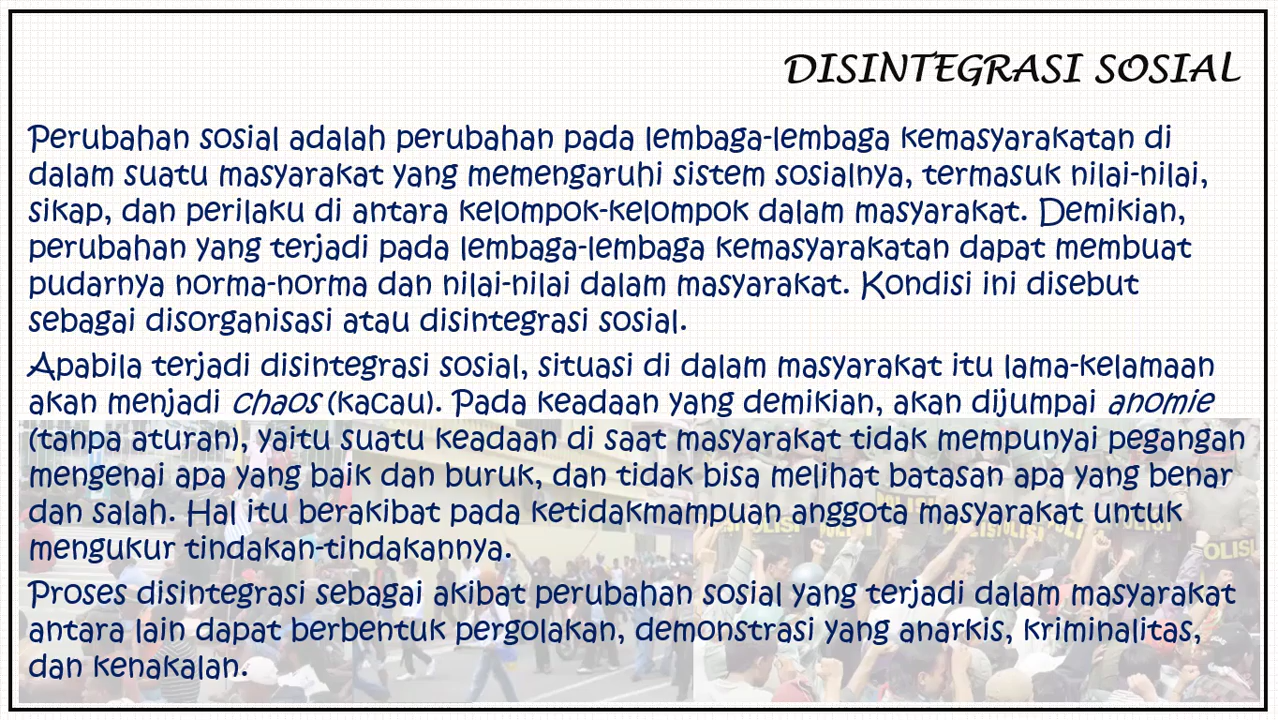 DISINTEGRASI SOSIAL
Perubahan sosial adalah perubahan pada lembaga-lembaga kemasyarakatan di
dalam suatu masyarakat yang memengaruhi sistem sosialnya, termasuk nilai-nilai,
sikap, dan perilaku di antara kelompok-kelompok dalam masyarakat. Demikian,
perubahan yang terjadi pada lembaga-lembaga kemasyarakatan dapat membuat
pudarnya norma-norma dan nilai-nilai dalam masyarakat. Kondisi ini disebut
sebagai disorganisasi atau disintegrasi sosial.
Apabila terjadi disintegrasi sosial, situasi di dalam masyarakat itu lama-kelamaan
akan menjadi chaos (kacau). Pada keadaan yang demikian, akan dijumpai anomie
(tanpa aturan), yaitu suatu keadaan di saat masyarakat tidak mempunyai pegangan
mengenai apa yang baik dan buruk, dan tidak bisa melihat batasan apa yang benar
dan salah. Hal itu berakibat pada ketidakmampuan anggota masyarakat untuk
mengukur tindakan-tindakannya.
Proses disintegrasi sebagai akibat perubahan sosial yang terjadi dalam masyarakat
antara lain dapat berbentuk pergolakan, demonstrasi yang anarkis, kriminalitas,
dan kenakalan.